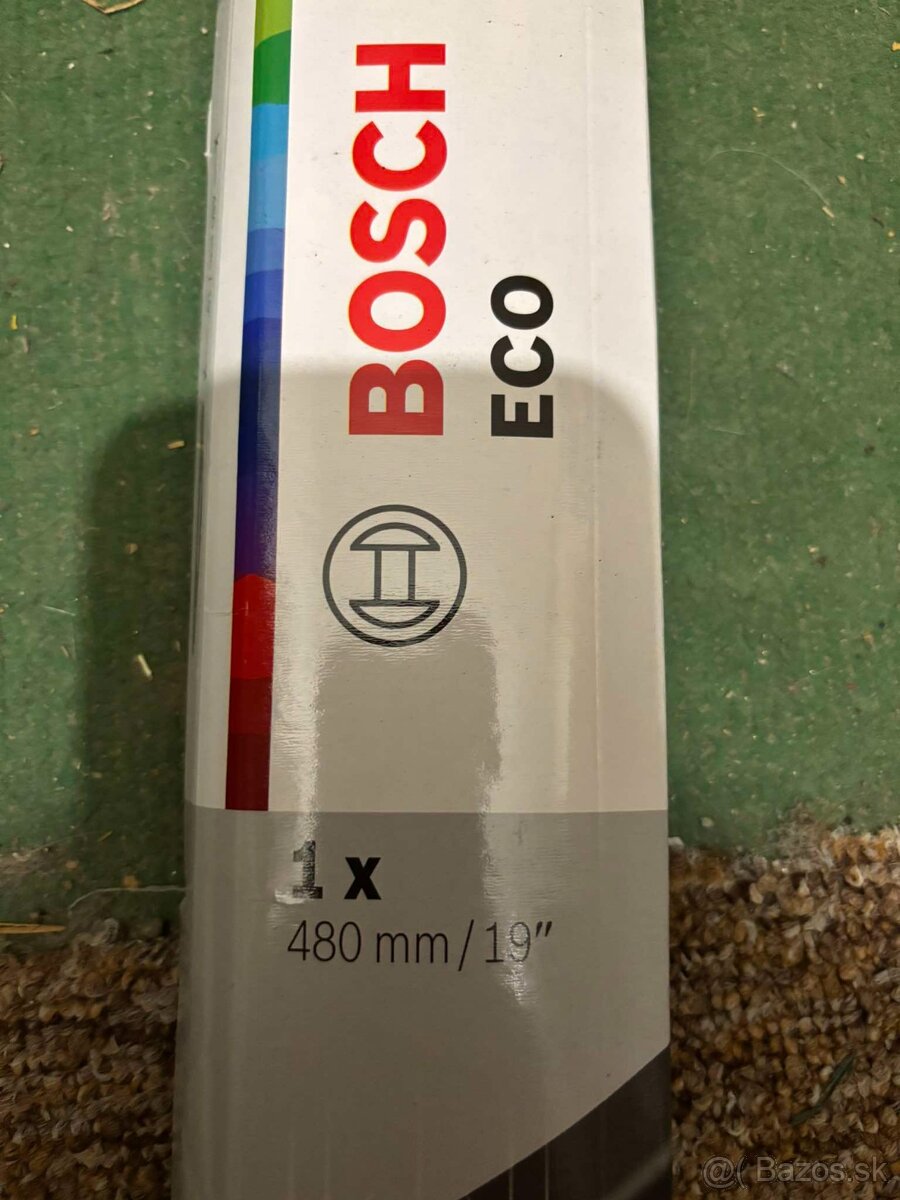 BOSCH
ECO
1 x
480 mm / 19"
@ Bazos.sk